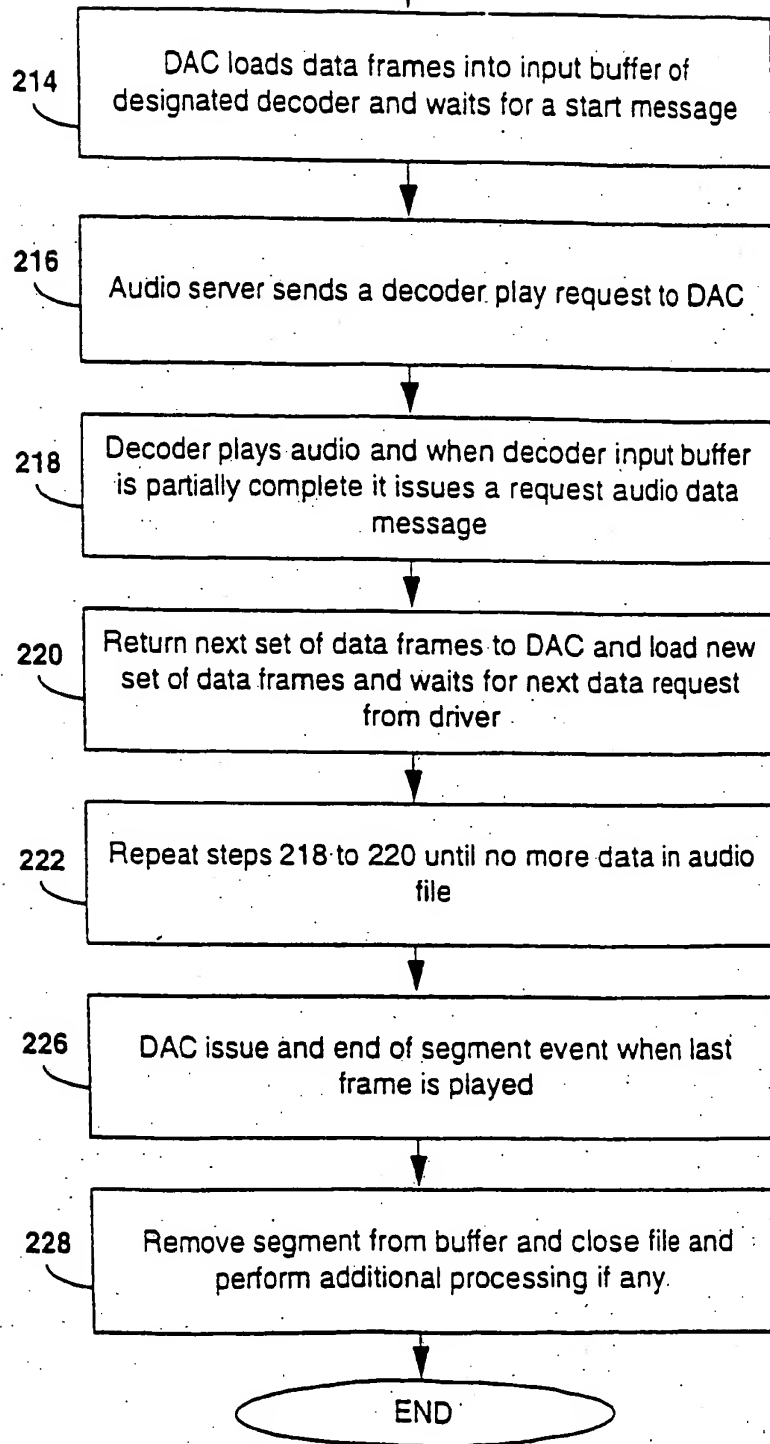 214
DAC loads data frames into input buffer of
designated decoder and waits for a start message
216
Audio server sends a decoder play request to DAC
218
Decoder plays audio and when decoder input buffer
is partially complete it issues a request audio data
message
220
Return next set of data frames to DAC and load new
set of data frames and waits for next data request
from driver
222
Repeat steps 218 to 220 until no more data in audio
file
226
DAC issue and end of segment event when last
frame is played
228
Remove segment from buffer and close file and
perform additional processing if any.
END